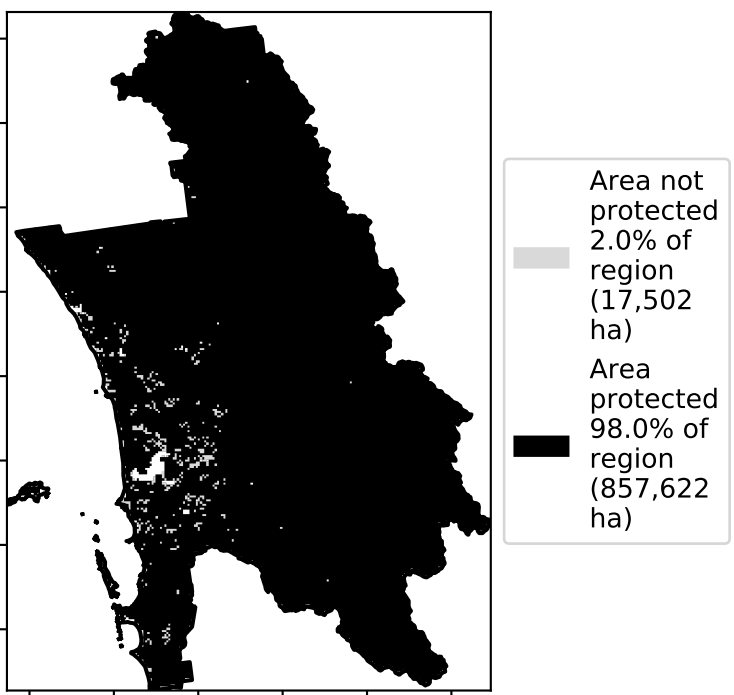 Area not
protected
2.0% of
region
(17,502
ha)
Area
protected
98.0% of
region
(857,622
ha)